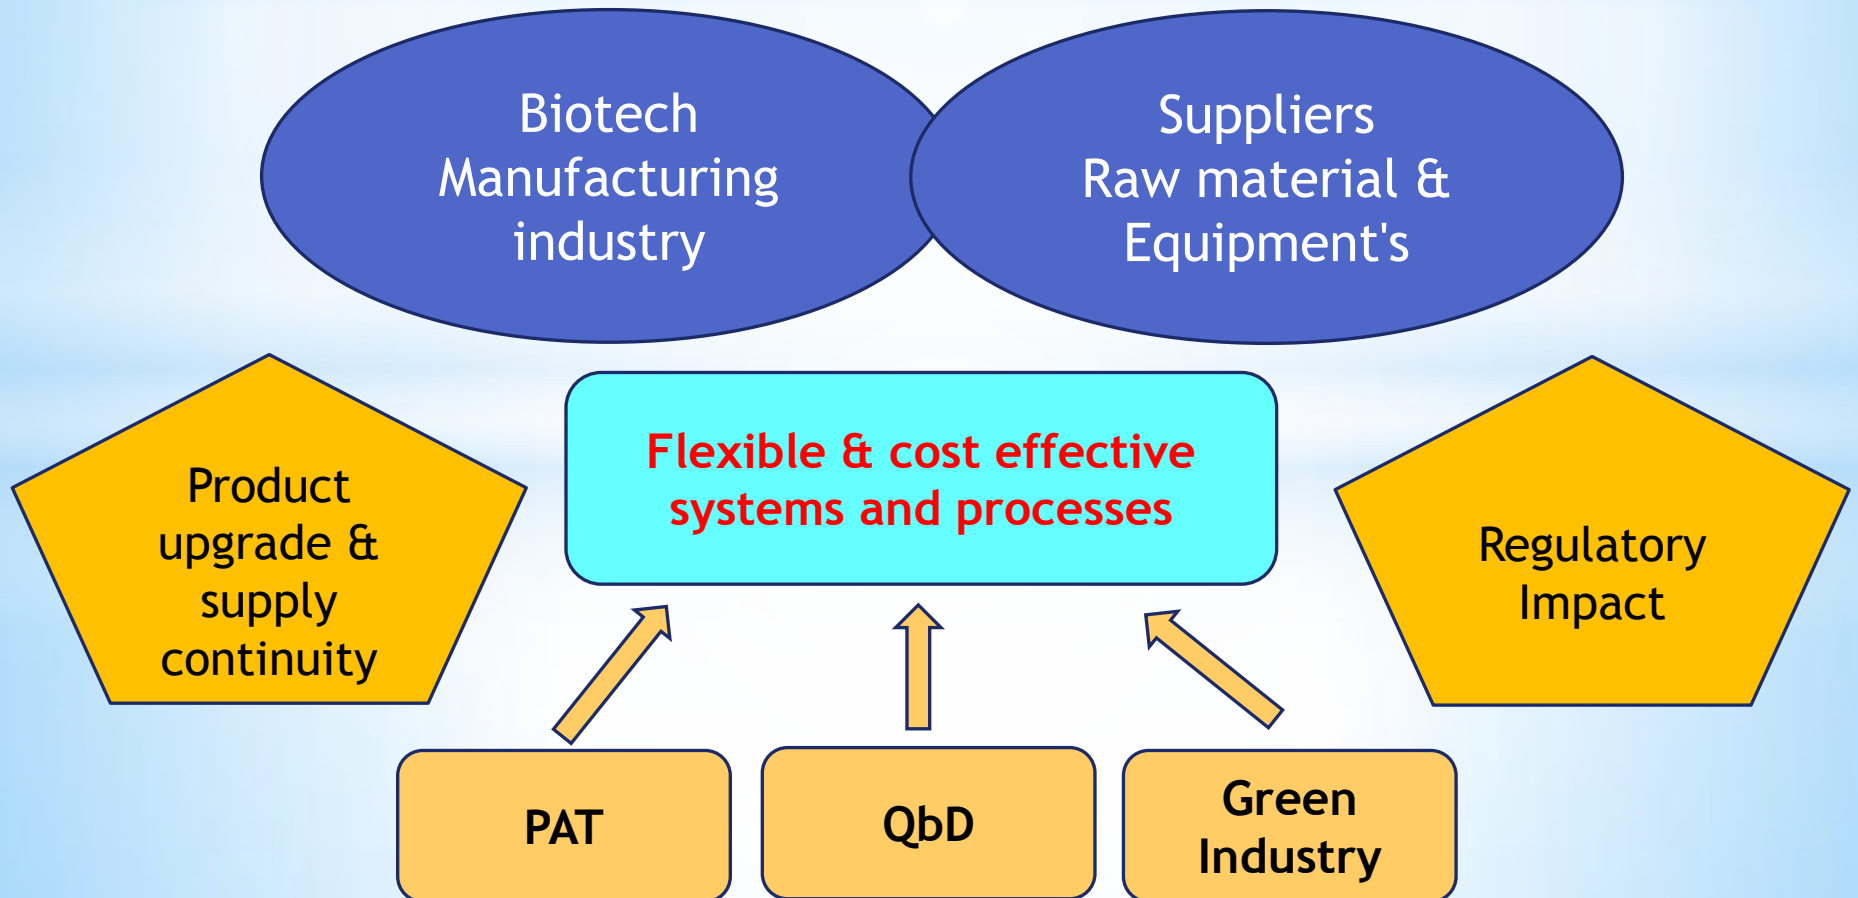 Biotech
Manufacturing
industry
Suppliers
Raw material &
Equipment's
Flexible & cost effective
systems and processes
Product
upgrade &
supply
continuity
Regulatory
Impact
PAT
QbD
Green
Industry